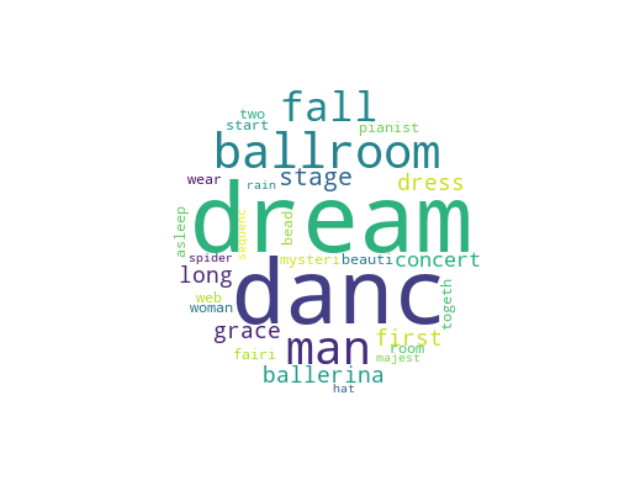 two
fall
start
pianist
ballroom
wear
rain
stage
dress
dream
asleep
sequenc
bead
spider
mysteri
beauti
concert
long
danc
web
woman
togeth
grace
man
first
fairi
room
majest
ballerina
hat